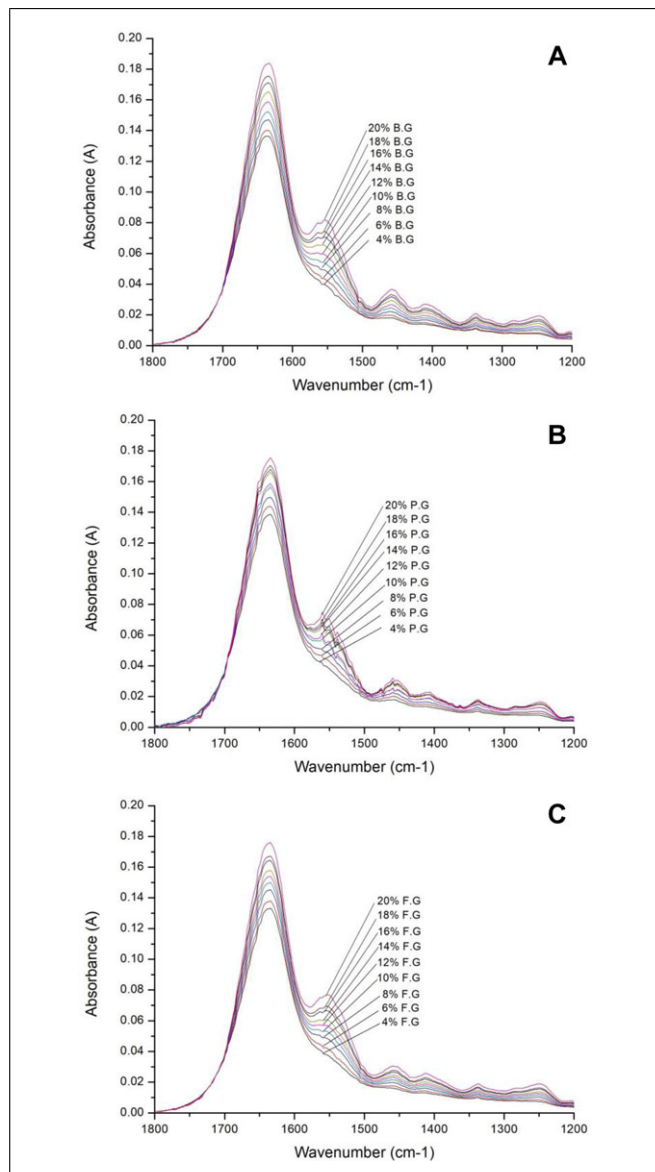 A
0.20
0.18
0.16
0.14
0.12
0.10
0.08
0.06
0.04
0.02
0.00
Absorbance (A)
20% B.G
18% B.G
16% B.G
14% B.G
12% B.G
10% B.G
8% B.G
6% B.G
4% B.G
1800 1700 1600 1500 1400 1300 1200
Wavenumber (cm-1)
B
0.20
0.18
0.16
0.14
0.12
0.10
0.08
0.06
0.04
0.02
0.00
Absorbance (A)
20% P.G
18% P.G
16% P.G
14% P.G
12% P.G
10% P.G
8% P.G
6% P.G
4% P.G
1800 1700 1600 1500 1400 1300 1200
Wavenumber (cm-1)
C
0.20
0.18
0.16
0.14
0.12
0.10
0.08
0.06
0.04
0.02
0.00
Absorbance (A)
20% F.G
18% F.G
16% F.G
14% F.G
12% F.G
10% F.G
8% F.G
6% F.G
4% F.G
1800 1700 1600 1500 1400 1300 1200
Wavenumber (cm-1)